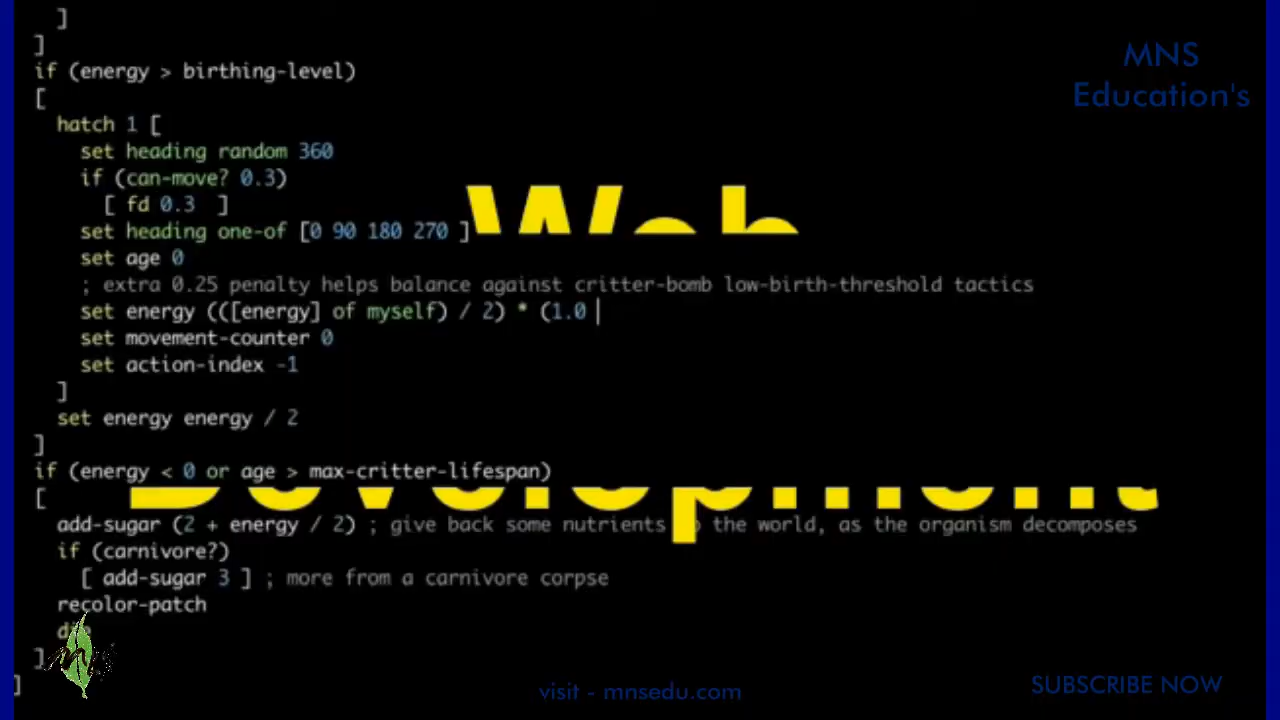 ]
]
if (energy > birthing-level)
[
hatch 1 [
set heading random 360
if (can-move? 0.3)
[ fd 0.3 ]
set heading one-of [0 90 180 270 ]
set age 0
; extra 0.25 penalty helps balance against critter-bomb low-birth-threshold tactics
set energy (([energy] of myself) / 2) * (1.0
set movement-counter 0
set action-index -1
]
set energy energy / 2
]
if (energy < 0 or age > max-critter-lifespan)
[
add-sugar (2 + energy / 2) ; give back some nutrients the world, as the organism decomposes
if (carnivore?)
[ add-sugar 3 ] ; more from a carnivore corpse
recolor-patch
die
]
]
MNS
Education's
Web
Development
MNS
visit - mnsedu.com
SUBSCRIBE NOW